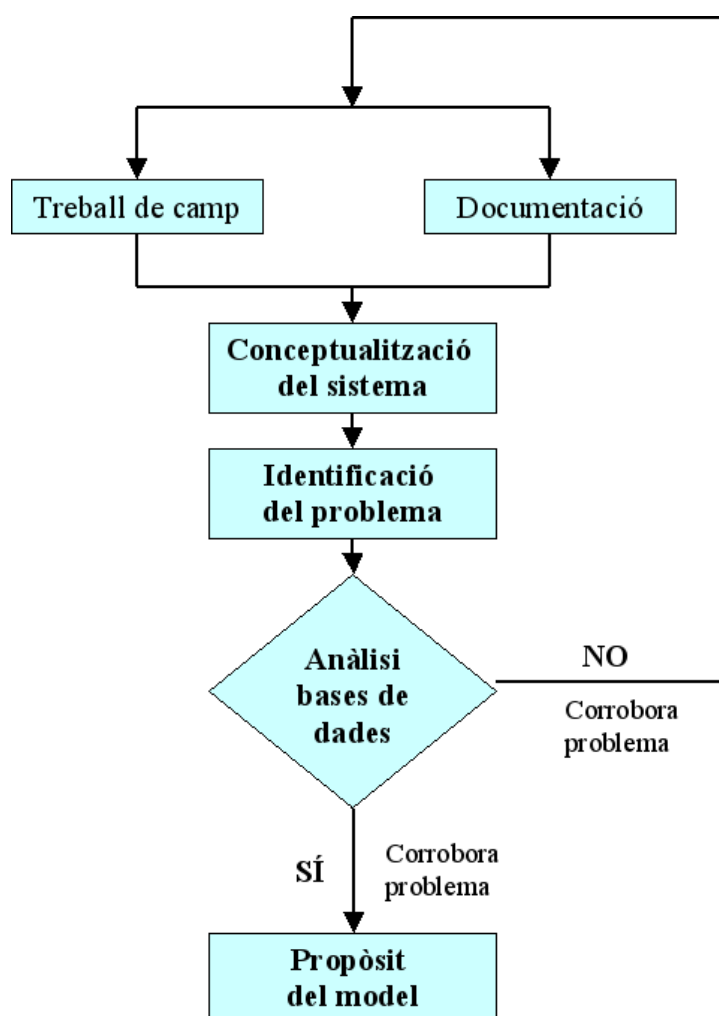 Treball de camp
Documentació
Conceptualització
del sistema
Identificació
del problema
Anàlisi
bases de
dades
NO
Corrobora
problema
SÍ
Corrobora
problema
Propòsit
del model